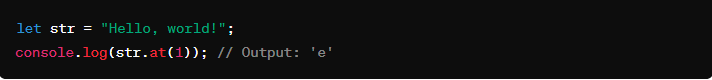 let str = "Hello, world!";
console.log(str.at(1)); // Output: 'e'